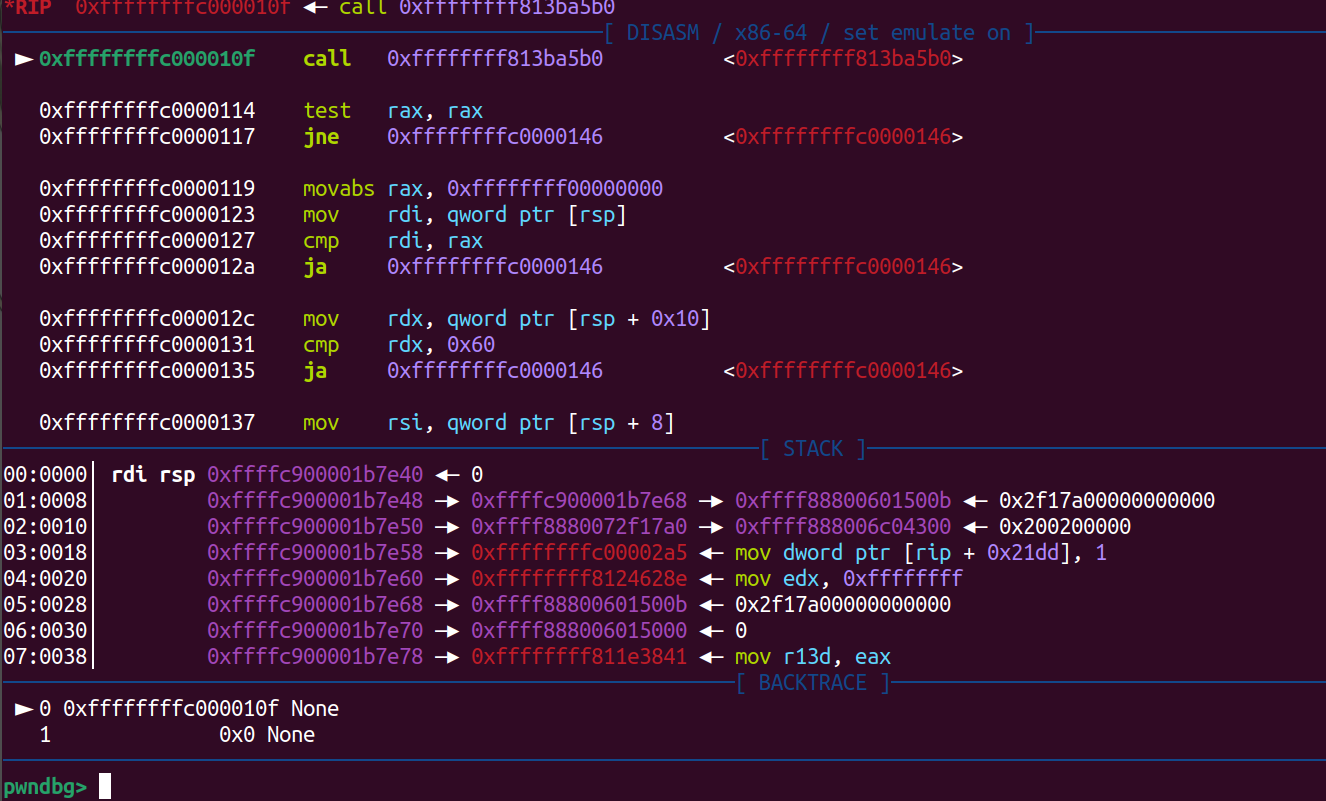 *RIP  0xffffffffc000010f ◂— call 0xffffffff813ba5b0
[ DISASM / x86-64 / set emulate on ]
► 0xffffffffc000010f    call   0xffffffff813ba5b0          <0xffffffff813ba5b0>
0xffffffffc0000114    test   rax, rax
0xffffffffc0000117    jne    0xffffffffc0000146          <0xffffffffc0000146>
0xffffffffc0000119    movabs rax, 0xffffffff00000000
0xffffffffc0000123    mov    rdi, qword ptr [rsp]
0xffffffffc0000127    cmp    rdi, rax
0xffffffffc000012a    ja     0xffffffffc0000146          <0xffffffffc0000146>
0xffffffffc000012c    mov    rdx, qword ptr [rsp + 0x10]
0xffffffffc0000131    cmp    rdx, 0x60
0xffffffffc0000135    ja     0xffffffffc0000146          <0xffffffffc0000146>
0xffffffffc0000137    mov    rsi, qword ptr [rsp + 8]
[ STACK ]
00:0000│ rdi rsp 0xffffc900001b7e40 ◂— 0
01:0008│         0xffffc900001b7e48 —▸ 0xffffc900001b7e68 —▸ 0xffff88800601500b ◂— 0x2f17a00000000000
02:0010│         0xffffc900001b7e50 —▸ 0xffff8880072f17a0 —▸ 0xffff888006c04300 ◂— 0x200200000
03:0018│         0xffffc900001b7e58 —▸ 0xffffffffc00002a5 ◂— mov dword ptr [rip + 0x21dd], 1
04:0020│         0xffffc900001b7e60 —▸ 0xffffffff8124628e ◂— mov edx, 0xffffffff
05:0028│         0xffffc900001b7e68 —▸ 0xffff88800601500b ◂— 0x2f17a00000000000
06:0030│         0xffffc900001b7e70 —▸ 0xffff888006015000 ◂— 0
07:0038│         0xffffc900001b7e78 —▸ 0xffffffff811e3841 ◂— mov r13d, eax
[ BACKTRACE ]
► 0 0xffffffffc000010f None
1              0x0 None
pwndbg>